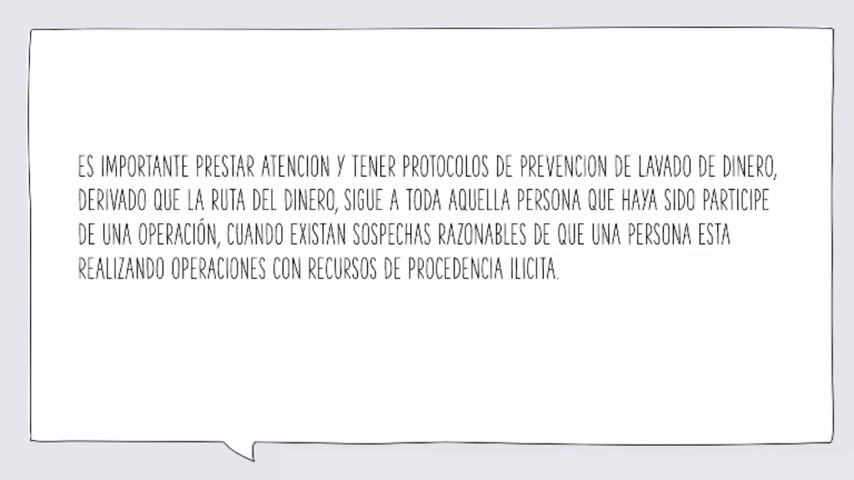 ES IMPORTANTE PRESTAR ATENCION Y TENER PROTOCOLOS DE PREVENCION DE LAVADO DE DINERO,
DERIVADO QUE LA RUTA DEL DINERO, SIGUE A TODA AQUELLA PERSONA QUE HAYA SIDO PARTICIPE
DE UNA OPERACIÓN, CUANDO EXISTAN SOSPECHAS RAZONABLES DE QUE UNA PERSONA ESTA
REALIZANDO OPERACIONES CON RECURSOS DE PROCEDENCIA ILICITA.